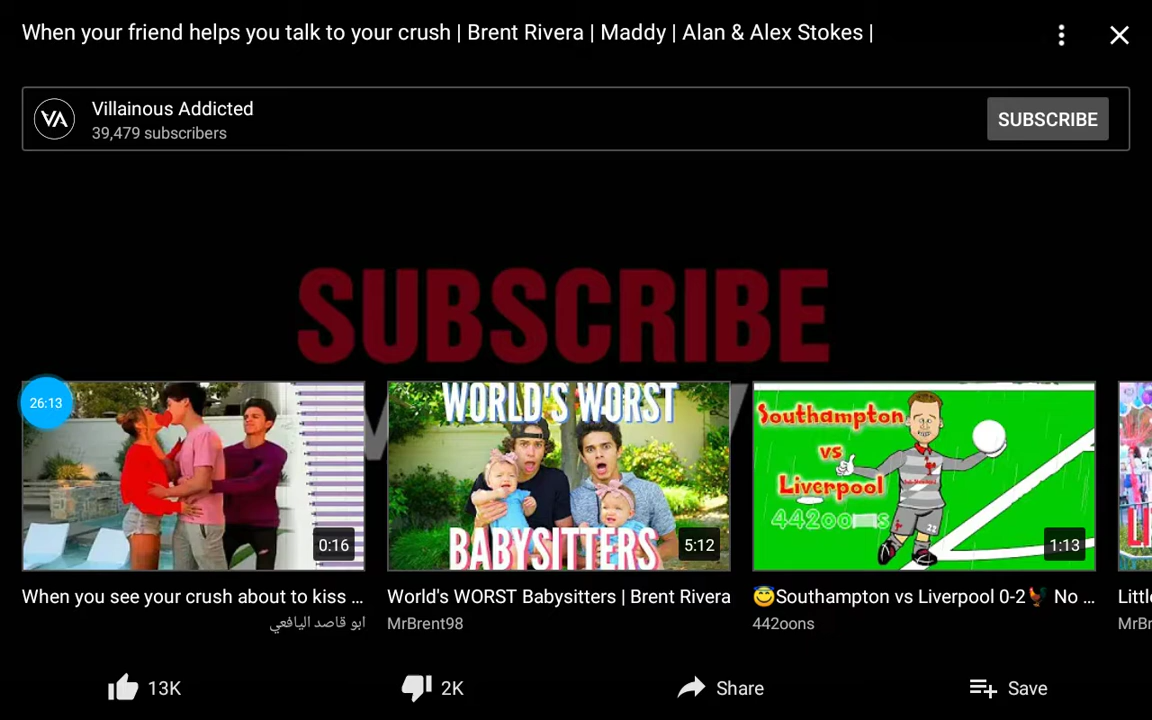 When your friend helps you talk to your crush | Brent Rivera | Maddy | Alan & Alex Stokes |
VA
Villainous Addicted
39,479 subscribers
SUBSCRIBE
SUBSCRIBE
26:13
0:16
WORLD'S WORST
BABYSITTERS
5:12
Southampton
vs
Liverpool
442oons
1:13
When you see your crush about to kiss ...
ابو قاصد اليافعي
World's WORST Babysitters | Brent Rivera
MrBrent98
😇Southampton vs Liverpool 0-2🐓 No ...
442oons
Littl
MrBr
13K
2K
Share
Save